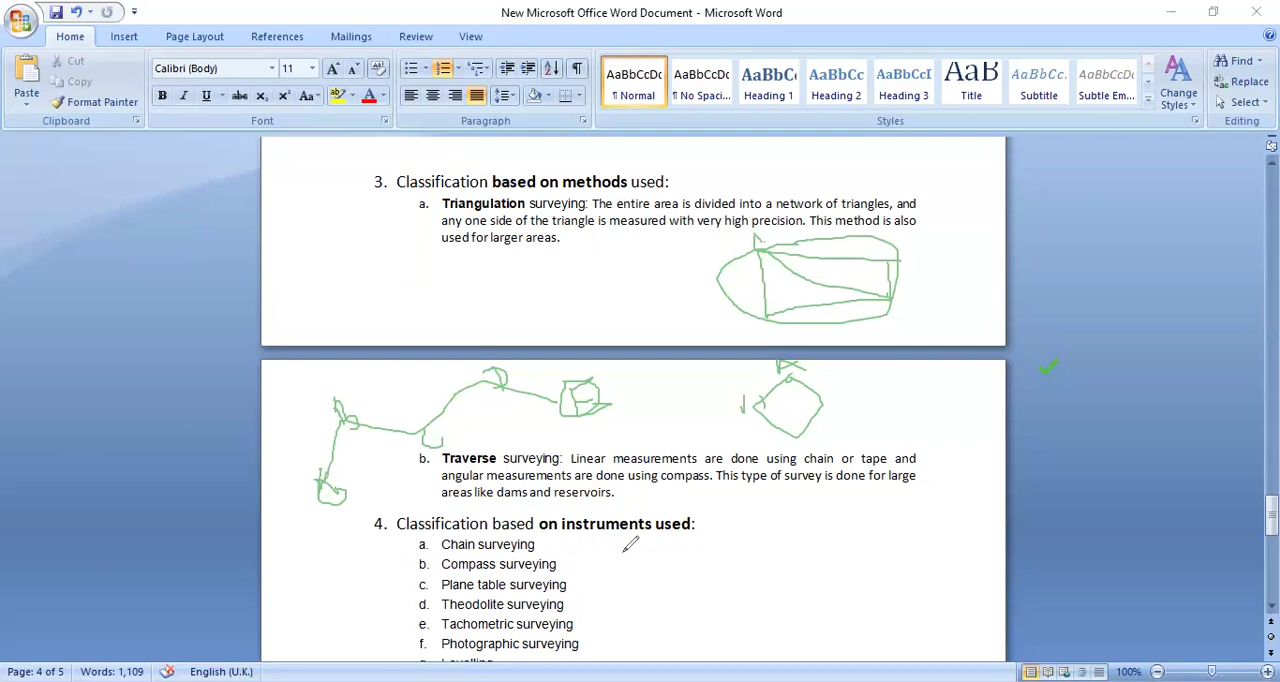 New Microsoft Office Word Document - Microsoft Word
Home Insert Page Layout References Mailings Review View
Paste
Cut
Copy
Format Painter
Clipboard
Calibri (Body) 11
Font
Paragraph
AaBbCcDc AaBbCcDc AaBbCc AaBbCc AaBbCcI AaB AaBbCc. AaBbCcDc
¶ Normal ¶ No Spaci... Heading 1 Heading 2 Heading 3 Title Subtitle Subtle Em...
Change Styles
Styles
Find
Replace
Select
Editing
3. Classification based on methods used:
a. Triangulation surveying: The entire area is divided into a network of triangles, and
any one side of the triangle is measured with very high precision. This method is also
used for larger areas.
b. Traverse surveying: Linear measurements are done using chain or tape and
angular measurements are done using compass. This type of survey is done for large
areas like dams and reservoirs.
4. Classification based on instruments used:
a. Chain surveying
b. Compass surveying
c. Plane table surveying
d. Theodolite surveying
e. Tachometric surveying
f. Photographic surveying
Page: 4 of 5 Words: 1,109 English (U.K.) 100%